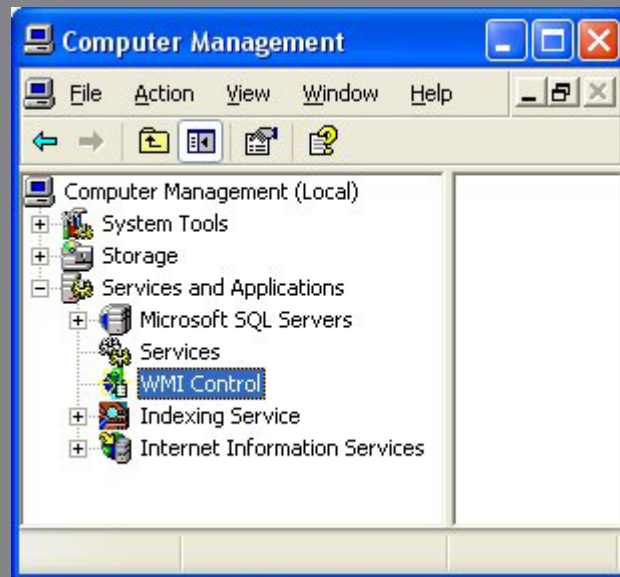 Computer Management
File Action View Window Help
Computer Management (Local)
System Tools
Storage
Services and Applications
Microsoft SQL Servers
Services
WMI Control
Indexing Service
Internet Information Services